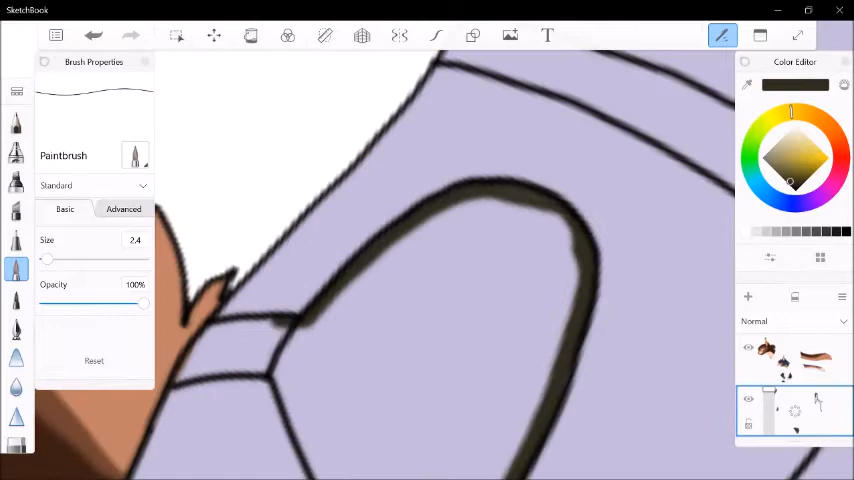 SketchBook
T
Brush Properties
Color Editor
Paintbrush
Standard
Basic Advanced
Size 2.4
Opacity 100%
Reset
Normal